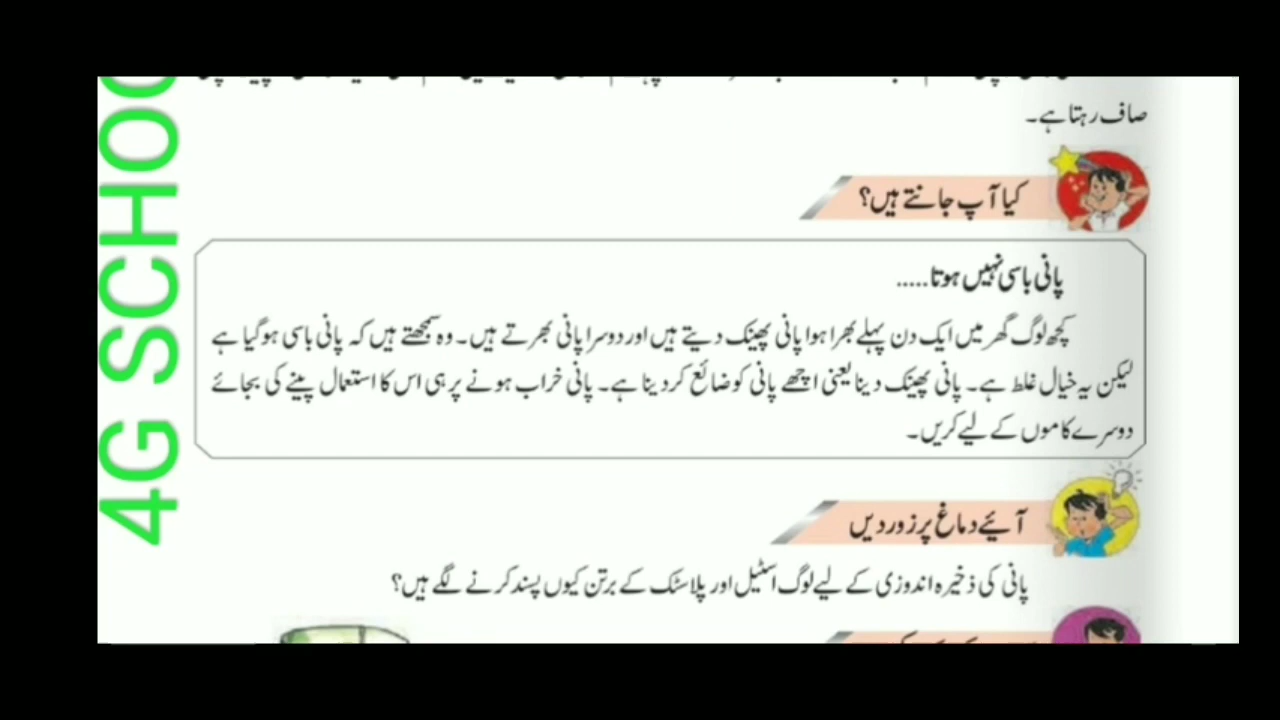 صاف رہتا ہے۔
کیا آپ جانتے ہیں؟
پانی باسی نہیں ہوتا.....
کچھ لوگ گھر میں ایک دن پہلے بھرا ہوا پانی پھینک دیتے ہیں اور دوسرا پانی بھرتے ہیں۔ وہ سمجھتے ہیں کہ پانی باسی ہوگیا ہے
لیکن یہ خیال غلط ہے۔ پانی پھینک دینا یعنی اچھے پانی کو ضائع کر دینا ہے۔ پانی خراب ہونے پر ہی اس کا استعمال پینے کی بجائے
دوسرے کاموں کے لیے کریں۔
آئیے دماغ پر زور دیں
پانی کی ذخیرہ اندوزی کے لیے لوگ اسٹیل اور پلاسٹک کے برتن کیوں پسند کرنے لگے ہیں؟
4G SCHOO